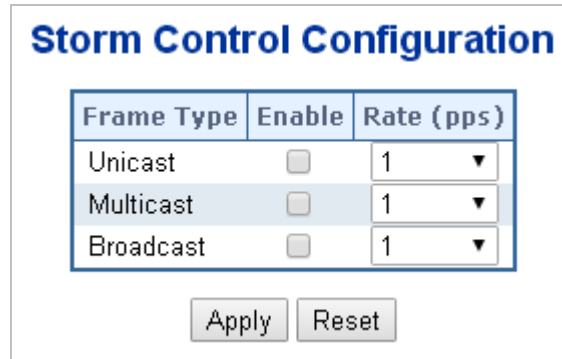 Storm Control Configuration
Frame Type Enable Rate (pps)
Unicast 1
Multicast 1
Broadcast 1
Apply Reset